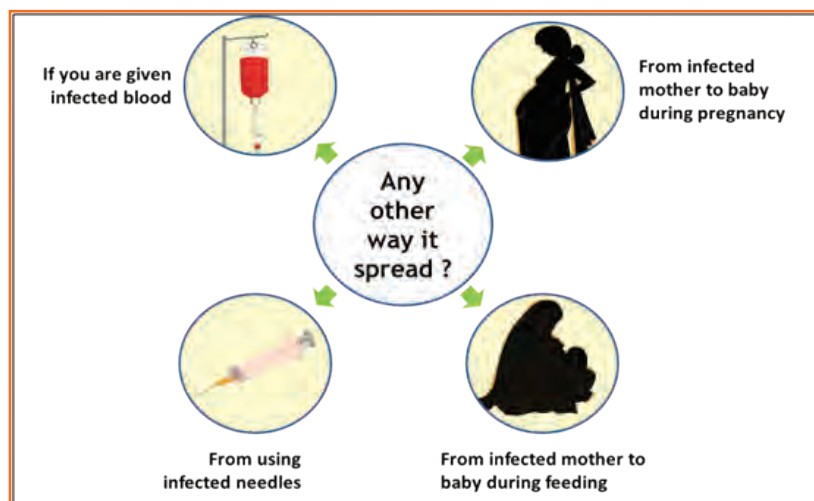 If you are given
infected blood
From infected
mother to baby
during pregnancy
Any
other
way it
spread ?
From using
infected needles
From infected mother to
baby during feeding